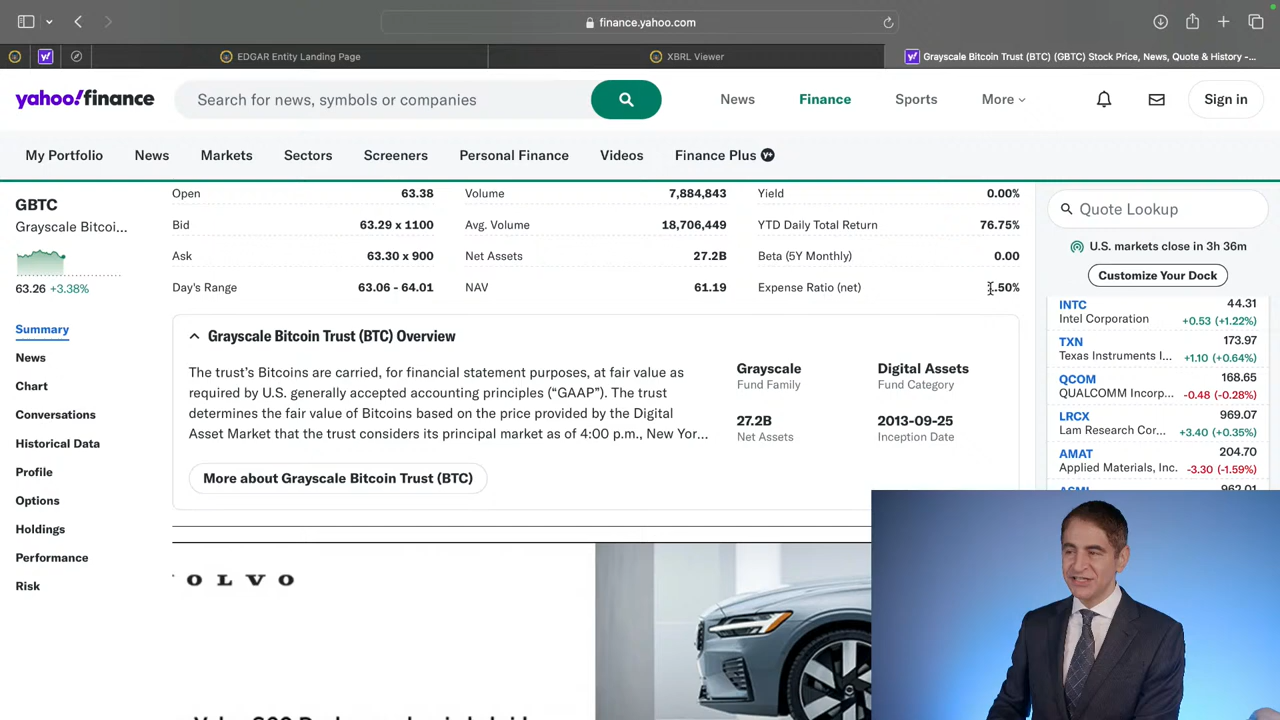 finance.yahoo.com
EDGAR Entity Landing Page
XBRL Viewer
y!
Grayscale Bitcoin Trust (BTC) (GBTC) Stock Price, News, Quote & History -...
yahoo!finance
Search for news, symbols or companies
News
Finance
Sports
More
Sign in
My Portfolio
News
Markets
Sectors
Screeners
Personal Finance
Videos
Finance Plus
GBTC
Grayscale Bitcoi...
63.26 +3.38%
Summary
News
Chart
Conversations
Historical Data
Profile
Options
Holdings
Performance
Risk
Open 63.38 Volume 7,884,843 Yield 0.00%
Bid 63.29 x 1100 Avg. Volume 18,706,449 YTD Daily Total Return 76.75%
Ask 63.30 x 900 Net Assets 27.2B Beta (5Y Monthly) 0.00
Day's Range 63.06 - 64.01 NAV 61.19 Expense Ratio (net) .50%
Grayscale Bitcoin Trust (BTC) Overview
The trust's Bitcoins are carried, for financial statement purposes, at fair value as
required by U.S. generally accepted accounting principles ("GAAP"). The trust
determines the fair value of Bitcoins based on the price provided by the Digital
Asset Market that the trust considers its principal market as of 4:00 p.m., New Yor...
More about Grayscale Bitcoin Trust (BTC)
Grayscale
Fund Family
Digital Assets
Fund Category
27.2B
Net Assets
2013-09-25
Inception Date
Quote Lookup
U.S. markets close in 3h 36m
Customize Your Dock
INTC 44.31
Intel Corporation +0.53 (+1.22%)
TXN 173.97
Texas Instruments I... +1.10 (+0.64%)
QCOM 168.65
QUALCOMM Incorp... -0.48 (-0.28%)
LRCX 969.07
Lam Research Cor... +3.40 (+0.35%)
AMAT 204.70
Applied Materials, Inc. -3.30 (-1.59%)
OLVO